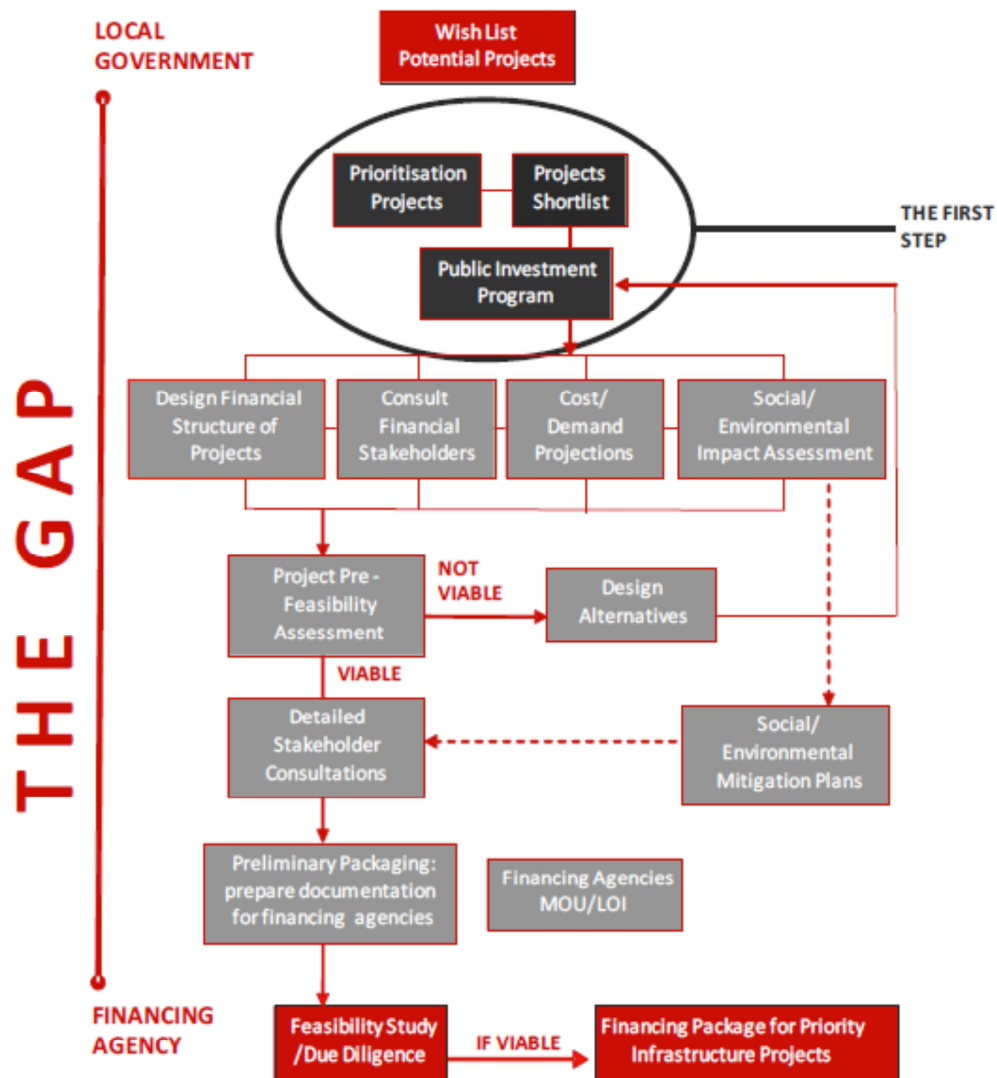 LOCAL
GOVERNMENT
Wish List
Potential Projects
Prioritisation
Projects
Projects
Shortlist
THE FIRST
STEP
Public Investment
Program
THE GAP
Design Financial
Structure of
Projects
Consult
Financial
Stakeholders
Cost/
Demand
Projections
Social/
Environmental
Impact Assessment
Project Pre -
Feasibility
Assessment
NOT
VIABLE
Design
Alternatives
VIABLE
Detailed
Stakeholder
Consultations
Social/
Environmental
Mitigation Plans
Preliminary Packaging:
prepare documentation
for financing agencies
Financing Agencies
MOU/LOI
FINANCING
AGENCY
Feasibility Study
/Due Diligence
IF VIABLE
Financing Package for Priority
Infrastructure Projects